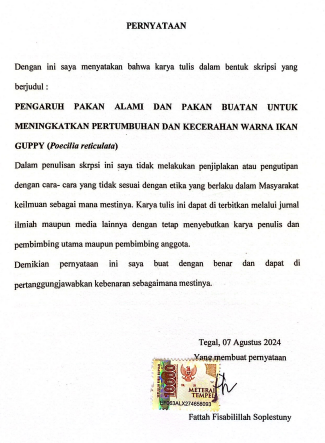 PERNYATAAN
Dengan ini saya menyatakan bahwa karya tulis dalam bentuk skripsi yang
berjudul :
PENGARUH PAKAN ALAMI DAN PAKAN BUATAN UNTUK
MENINGKATKAN PERTUMBUHAN DAN KECERAHAN WARNA IKAN
GUPPY (Poecilia reticulata)
Dalam penulisan skrpsi ini saya tidak melakukan penjiplakan atau pengutipan
dengan cara- cara yang tidak sesuai dengan etika yang berlaku dalam Masyarakat
keilmuan sebagai mana mestinya. Karya tulis ini dapat di terbitkan melalui jurnal
ilmiah maupun media lainnya dengan tetap menyebutkan karya penulis dan
pembimbing utama maupun pembimbing anggota.
Demikian pernyataan ini saya buat dengan benar dan dapat di
pertanggungjawabkan kebenaran sebagaimana mestinya.
Tegal, 07 Agustus 2024
Yang membuat pernyataan
10000
METERAI
TEMPEL
Fattah Fisabilillah Soplestuny